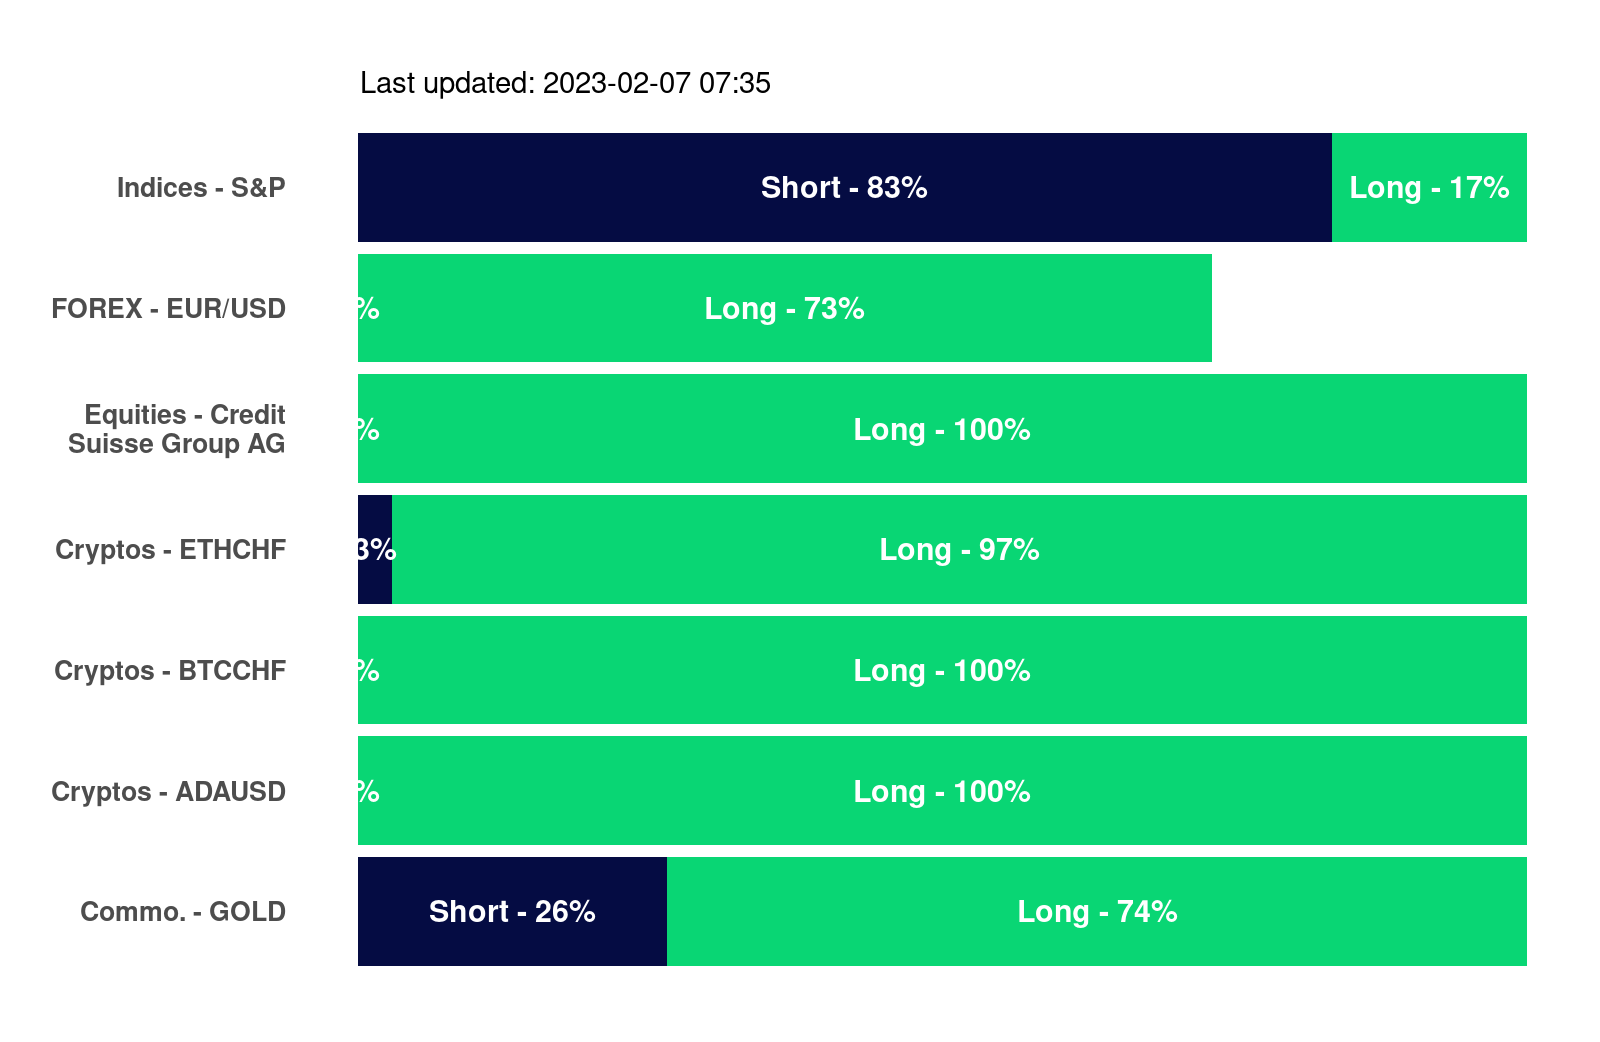 Last updated: 2023-02-07 07:35
Indices - S&P
Short - 83%
Long - 17%
FOREX - EUR/USD
%
Long - 73%
Equities - Credit
Suisse Group AG
%
Long - 100%
Cryptos - ETHCHF
3%
Long - 97%
Cryptos - BTCCHF
%
Long - 100%
Cryptos - ADAUSD
%
Long - 100%
Commo. - GOLD
Short - 26%
Long - 74%